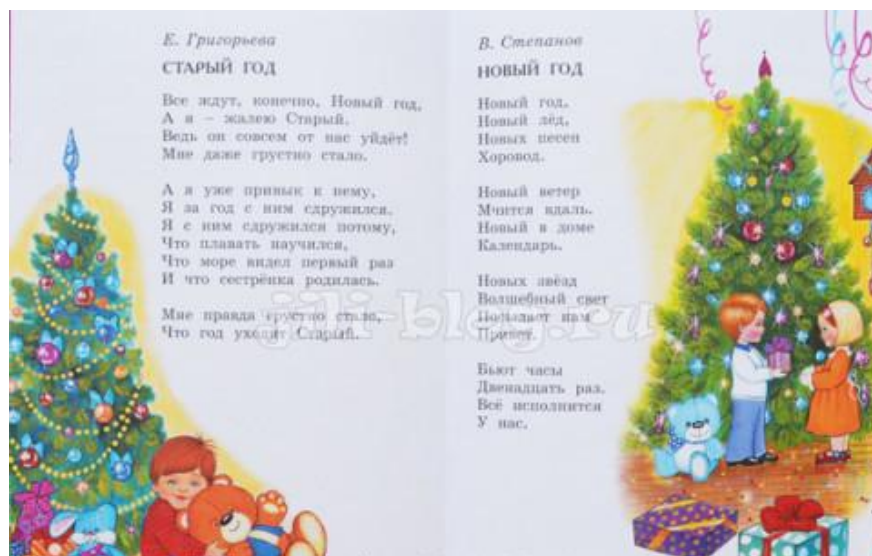 Е. Григорьева
СТАРЫЙ ГОД
Все ждут, конечно, Новый год,
А я – жалею Старый.
Ведь он совсем от нас уйдёт!
Мне даже грустно стало.
А я уже привык к нему,
Я за год с ним сдружился.
Я с ним сдружился потому,
Что плавать научился,
Что море видел первый раз
И что сестрёнка родилась.
Мне правда грустно стало,
Что год уходит Старый.
В. Степанов
НОВЫЙ ГОД
Новый год,
Новый лёд,
Новых песен
Хоровод.
Новый ветер
Мчится вдаль.
Новый в доме
Календарь.
Новых звёзд
Волшебный свет
Посылает нам
Привет.
Бьют часы
Двенадцать раз.
Всё исполнится
У нас.
jili-blog.ru